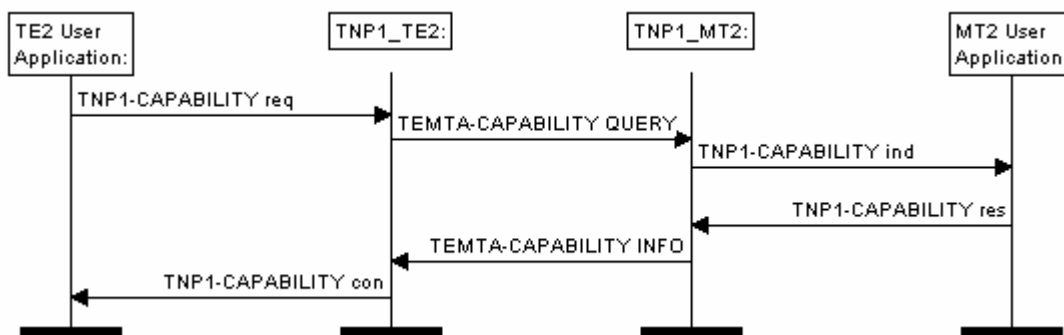 TE2 User
Application:
TNP1_TE2:
TNP1_MT2:
MT2 User
Application
TNP1-CAPABILITY req
TEMTA-CAPABILITY QUERY
TNP1-CAPABILITY ind
TNP1-CAPABILITY res
TEMTA-CAPABILITY INFO
TNP1-CAPABILITY con